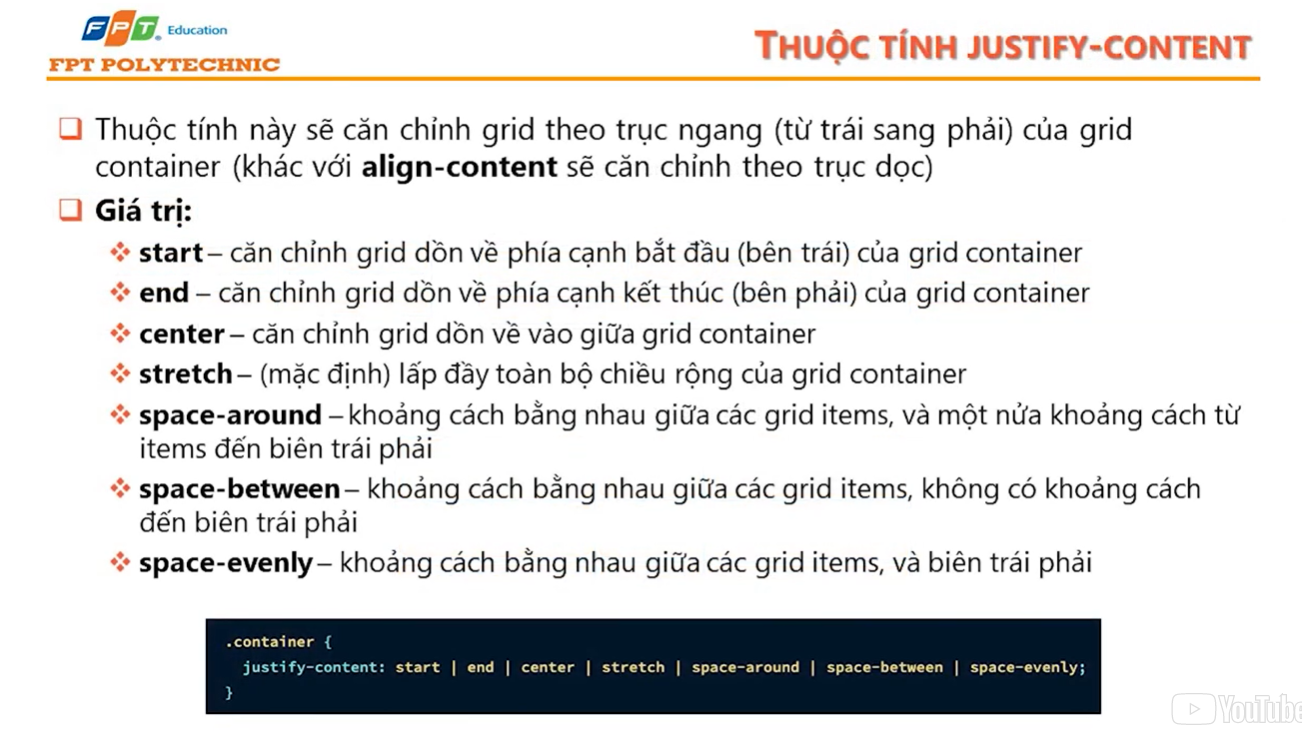 FPT Education
FPT POLYTECHNIC
THUỘC TÍNH JUSTIFY-CONTENT
Thuộc tính này sẽ căn chỉnh grid theo trục ngang (từ trái sang phải) của grid
container (khác với align-content sẽ căn chỉnh theo trục dọc)
Giá trị:
start – căn chỉnh grid dồn về phía cạnh bắt đầu (bên trái) của grid container
end – căn chỉnh grid dồn về phía cạnh kết thúc (bên phải) của grid container
center – căn chỉnh grid dồn về vào giữa grid container
stretch – (mặc định) lấp đầy toàn bộ chiều rộng của grid container
space-around – khoảng cách bằng nhau giữa các grid items, và một nửa khoảng cách từ
items đến biên trái phải
space-between – khoảng cách bằng nhau giữa các grid items, không có khoảng cách
đến biên trái phải
space-evenly – khoảng cách bằng nhau giữa các grid items, và biên trái phải
.container {
justify-content: start | end | center | stretch | space-around | space-between | space-evenly;
}
YouTube